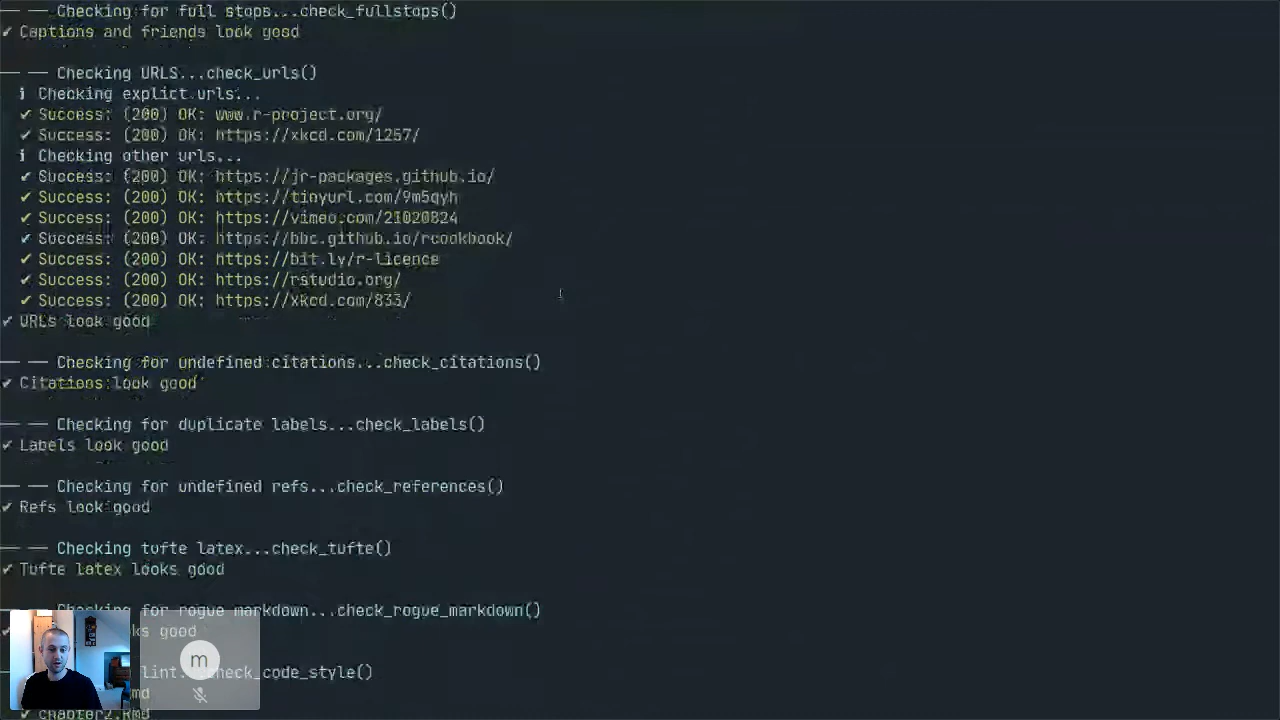 ── ── Checking for full stops...check_fullstops()
✔ Captions and friends look good
── ── Checking URLS...check_urls()
ℹ Checking explict urls...
✔ Success: (200) OK: www.r-project.org/
✔ Success: (200) OK: https://xkcd.com/1257/
ℹ Checking other urls...
✔ Success: (200) OK: https://jr-packages.github.io/
✔ Success: (200) OK: https://tinyurl.com/9m5qyh
✔ Success: (200) OK: https://vimeo.com/21020824
✔ Success: (200) OK: https://bbc.github.io/rcookbook/
✔ Success: (200) OK: https://bit.ly/r-licence
✔ Success: (200) OK: https://rstudio.org/
✔ Success: (200) OK: https://xkcd.com/833/
✔ URLs look good
── ── Checking for undefined citations...check_citations()
✔ Citations look good
── ── Checking for duplicate labels...check_labels()
✔ Labels look good
── ── Checking for undefined refs...check_references()
✔ Refs look good
── ── Checking tufte latex...check_tufte()
✔ Tufte latex looks good
── ── Checking for rogue markdown...check_rogue_markdown()
good
lint...check_code_style()
✔ Chapter2.Rmd
m